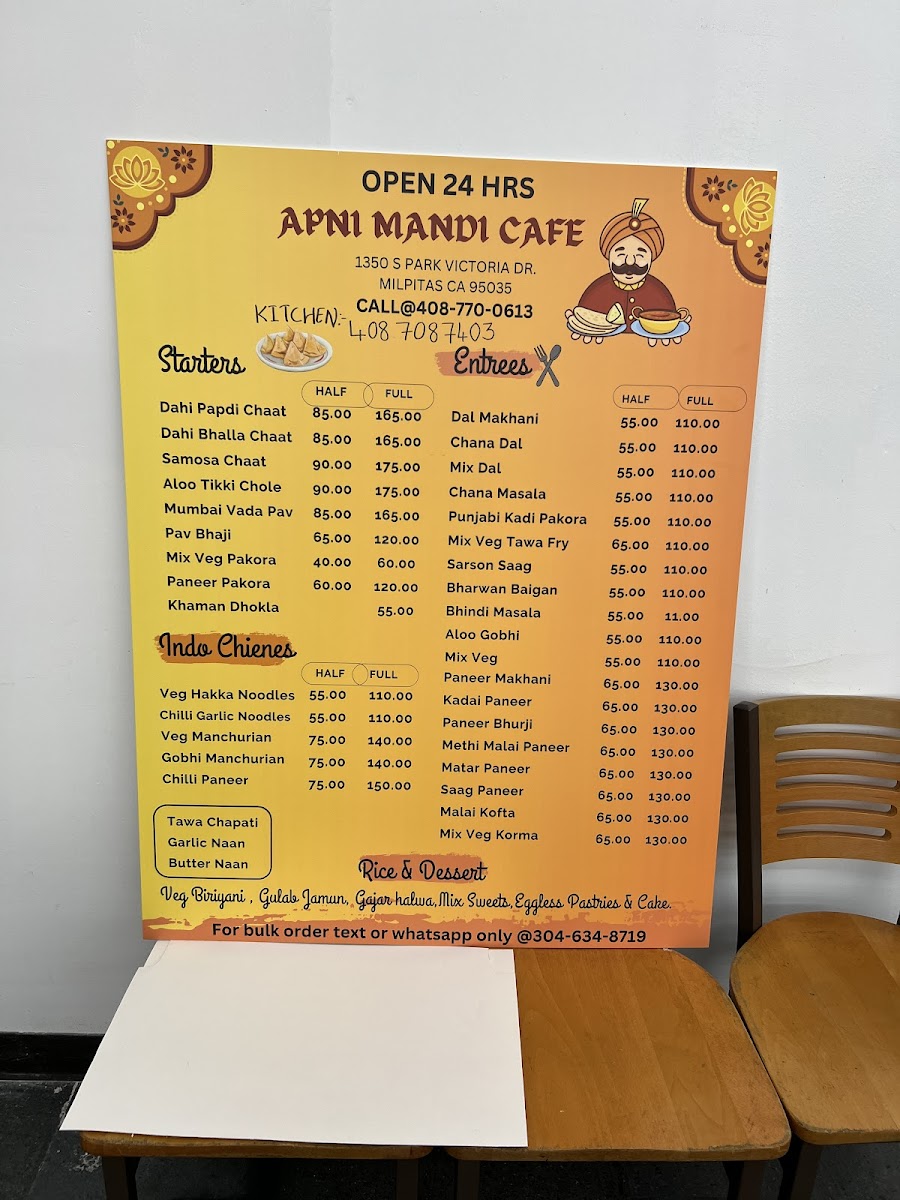 OPEN 24 HRS
APNI MANDI CAFE
1350 S PARK VICTORIA DR.
MILPITAS CA 95035
CALL@408-770-0613
KITCHEN:- 408 7087403
Starters
HALF FULL
Dahi Papdi Chaat 85.00 165.00
Dahi Bhalla Chaat 85.00 165.00
Samosa Chaat 90.00 175.00
Aloo Tikki Chole 90.00 175.00
Mumbai Vada Pav 85.00 165.00
Pav Bhaji 65.00 120.00
Mix Veg Pakora 40.00 60.00
Paneer Pakora 60.00 120.00
Khaman Dhokla 55.00
Indo Chienes
HALF FULL
Veg Hakka Noodles 55.00 110.00
Chilli Garlic Noodles 55.00 110.00
Veg Manchurian 75.00 140.00
Gobhi Manchurian 75.00 140.00
Chilli Paneer 75.00 150.00
Tawa Chapati
Garlic Naan
Butter Naan
Entrees
HALF FULL
Dal Makhani 55.00 110.00
Chana Dal 55.00 110.00
Mix Dal 55.00 110.00
Chana Masala 55.00 110.00
Punjabi Kadi Pakora 55.00 110.00
Mix Veg Tawa Fry 65.00 110.00
Sarson Saag 55.00 110.00
Bharwan Baigan 55.00 110.00
Bhindi Masala 55.00 11.00
Aloo Gobhi 55.00 110.00
Mix Veg 55.00 110.00
Paneer Makhani 65.00 130.00
Kadai Paneer 65.00 130.00
Paneer Bhurji 65.00 130.00
Methi Malai Paneer 65.00 130.00
Matar Paneer 65.00 130.00
Saag Paneer 65.00 130.00
Malai Kofta 65.00 130.00
Mix Veg Korma 65.00 130.00
Rice & Dessert
Veg Biriyani , Gulab Jamun,, Gajar halwa,Mix Sweets,Eggless Pastries & Cake.
For bulk order text or whatsapp only @304-634-8719